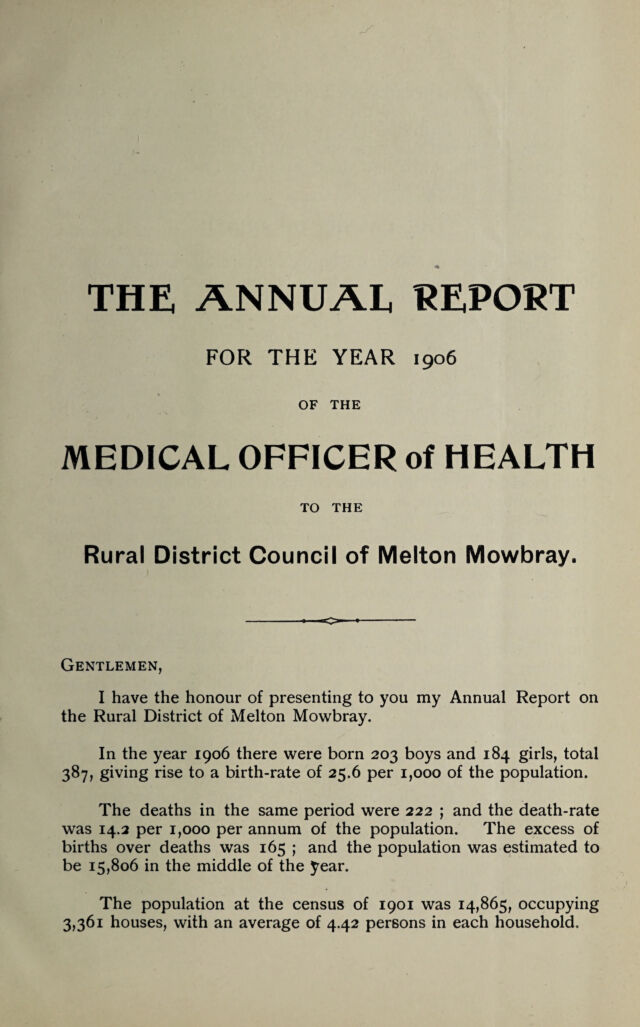 THE ANNUAL REPORT
FOR THE YEAR 1906
OF THE
MEDICAL OFFICER of HEALTH
TO THE
Rural District Council of Melton Mowbray.
GENTLEMEN,
I have the honour of presenting to you my Annual Report on
the Rural District of Melton Mowbray.
In the year 1906 there were born 203 boys and 184 girls, total
387, giving rise to a birth-rate of 25.6 per 1,000 of the population.
The deaths in the same period were 222 ; and the death-rate
was 14.2 per 1,000 per annum of the population. The excess of
births over deaths was 165 ; and the population was estimated to
be 15,806 in the middle of the year.
The population at the census of 1901 was 14,865, occupying
3,361 houses, with an average of 4.42 persons in each household.